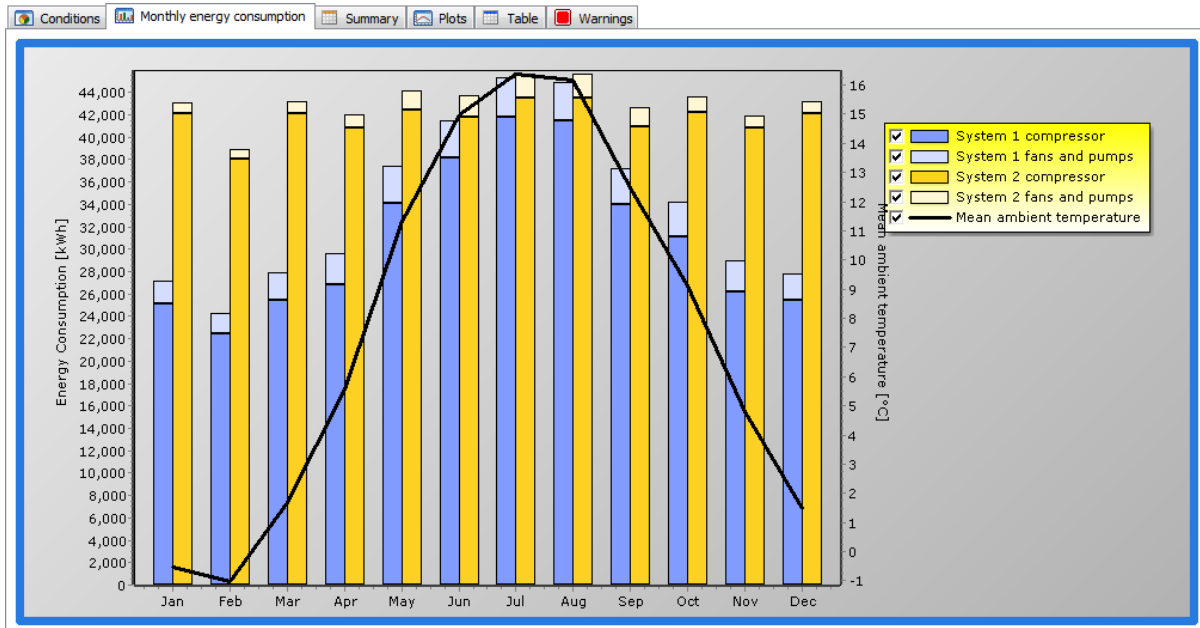 Conditions
Monthly energy consumption
Summary
Plots
Table
Warnings
Energy Consumption [kWh]
44,000
42,000
40,000
38,000
36,000
34,000
32,000
30,000
28,000
26,000
24,000
22,000
20,000
18,000
16,000
14,000
12,000
10,000
8,000
6,000
4,000
2,000
0
Jan Feb Mar Apr May Jun Jul Aug Sep Oct Nov Dec
16
15
14
13
12
11
10
9
8
7
6
5
4
3
2
1
0
-1
Mean ambient temperature [°C]
System 1 compressor
System 1 fans and pumps
System 2 compressor
System 2 fans and pumps
Mean ambient temperature